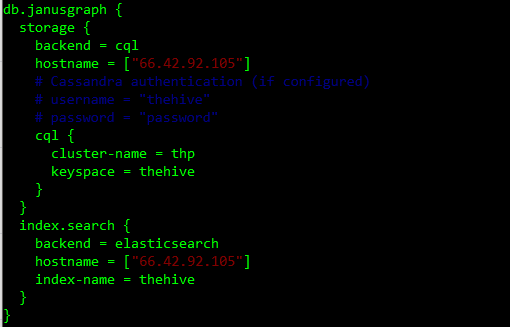 db.janusgraph {
storage {
backend = cql
hostname = ["66.42.92.105"]
# Cassandra authentication (if configured)
# username = "thehive"
# password = "password"
cql {
cluster-name = thp
keyspace = thehive
}
}
index.search {
backend = elasticsearch
hostname = ["66.42.92.105"]
index-name = thehive
}
}